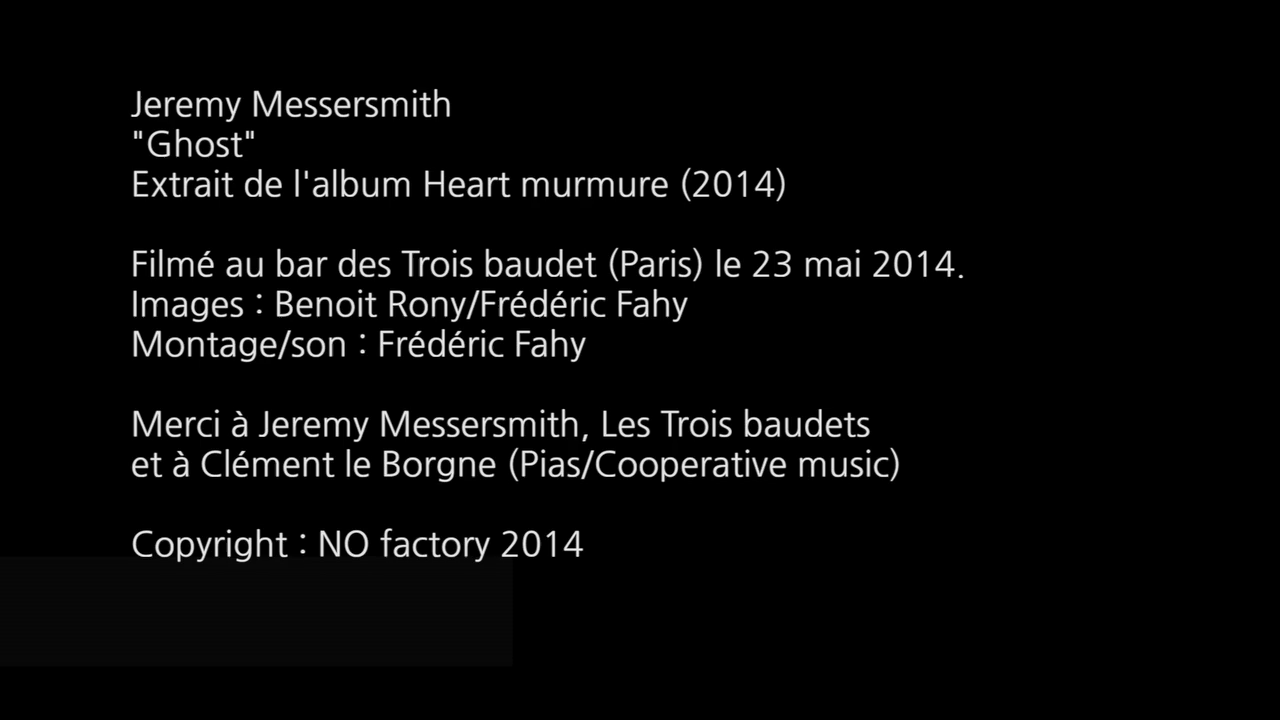 Jeremy Messersmith
"Ghost"
Extrait de l'album Heart murmure (2014)
Filmé au bar des Trois baudet (Paris) le 23 mai 2014.
Images : Benoit Rony/Frédéric Fahy
Montage/son : Frédéric Fahy
Merci à Jeremy Messersmith, Les Trois baudets
et à Clément le Borgne (Pias/Cooperative music)
Copyright : NO factory 2014